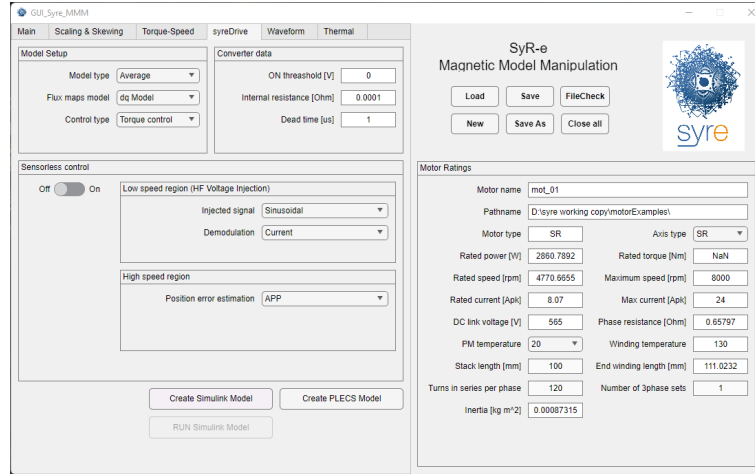 GUI_Syre_MMM
Main Scaling & Skewing Torque-Speed syreDrive Waveform Thermal
Model Setup
Model type Average
Flux maps model dq Model
Control type Torque control
Converter data
ON threashold [V] 0
Internal resistance [Ohm] 0.0001
Dead time [us] 1
Sensorless control
Off On
Low speed region (HF Voltage Injection)
Injected signal Sinusoidal
Demodulation Current
High speed region
Position error estimation APP
Create Simulink Model Create PLECS Model
RUN Simulink Model
SyR-e
Magnetic Model Manipulation
Load Save FileCheck
New Save As Close all
syre
Motor Ratings
Motor name mot_01
Pathname D:\syre working copy\motorExamples\
Motor type SR Axis type SR
Rated power [W] 2860.7892 Rated torque [Nm] NaN
Rated speed [rpm] 4770.6655 Maximum speed [rpm] 8000
Rated current [Apk] 8.07 Max current [Apk] 24
DC link voltage [V] 565 Phase resistance [Ohm] 0.65797
PM temperature 20 Winding temperature 130
Stack length [mm] 100 End winding length [mm] 111.0232
Turns in series per phase 120 Number of 3phase sets 1
Inertia [kg m^2] 0.00087315